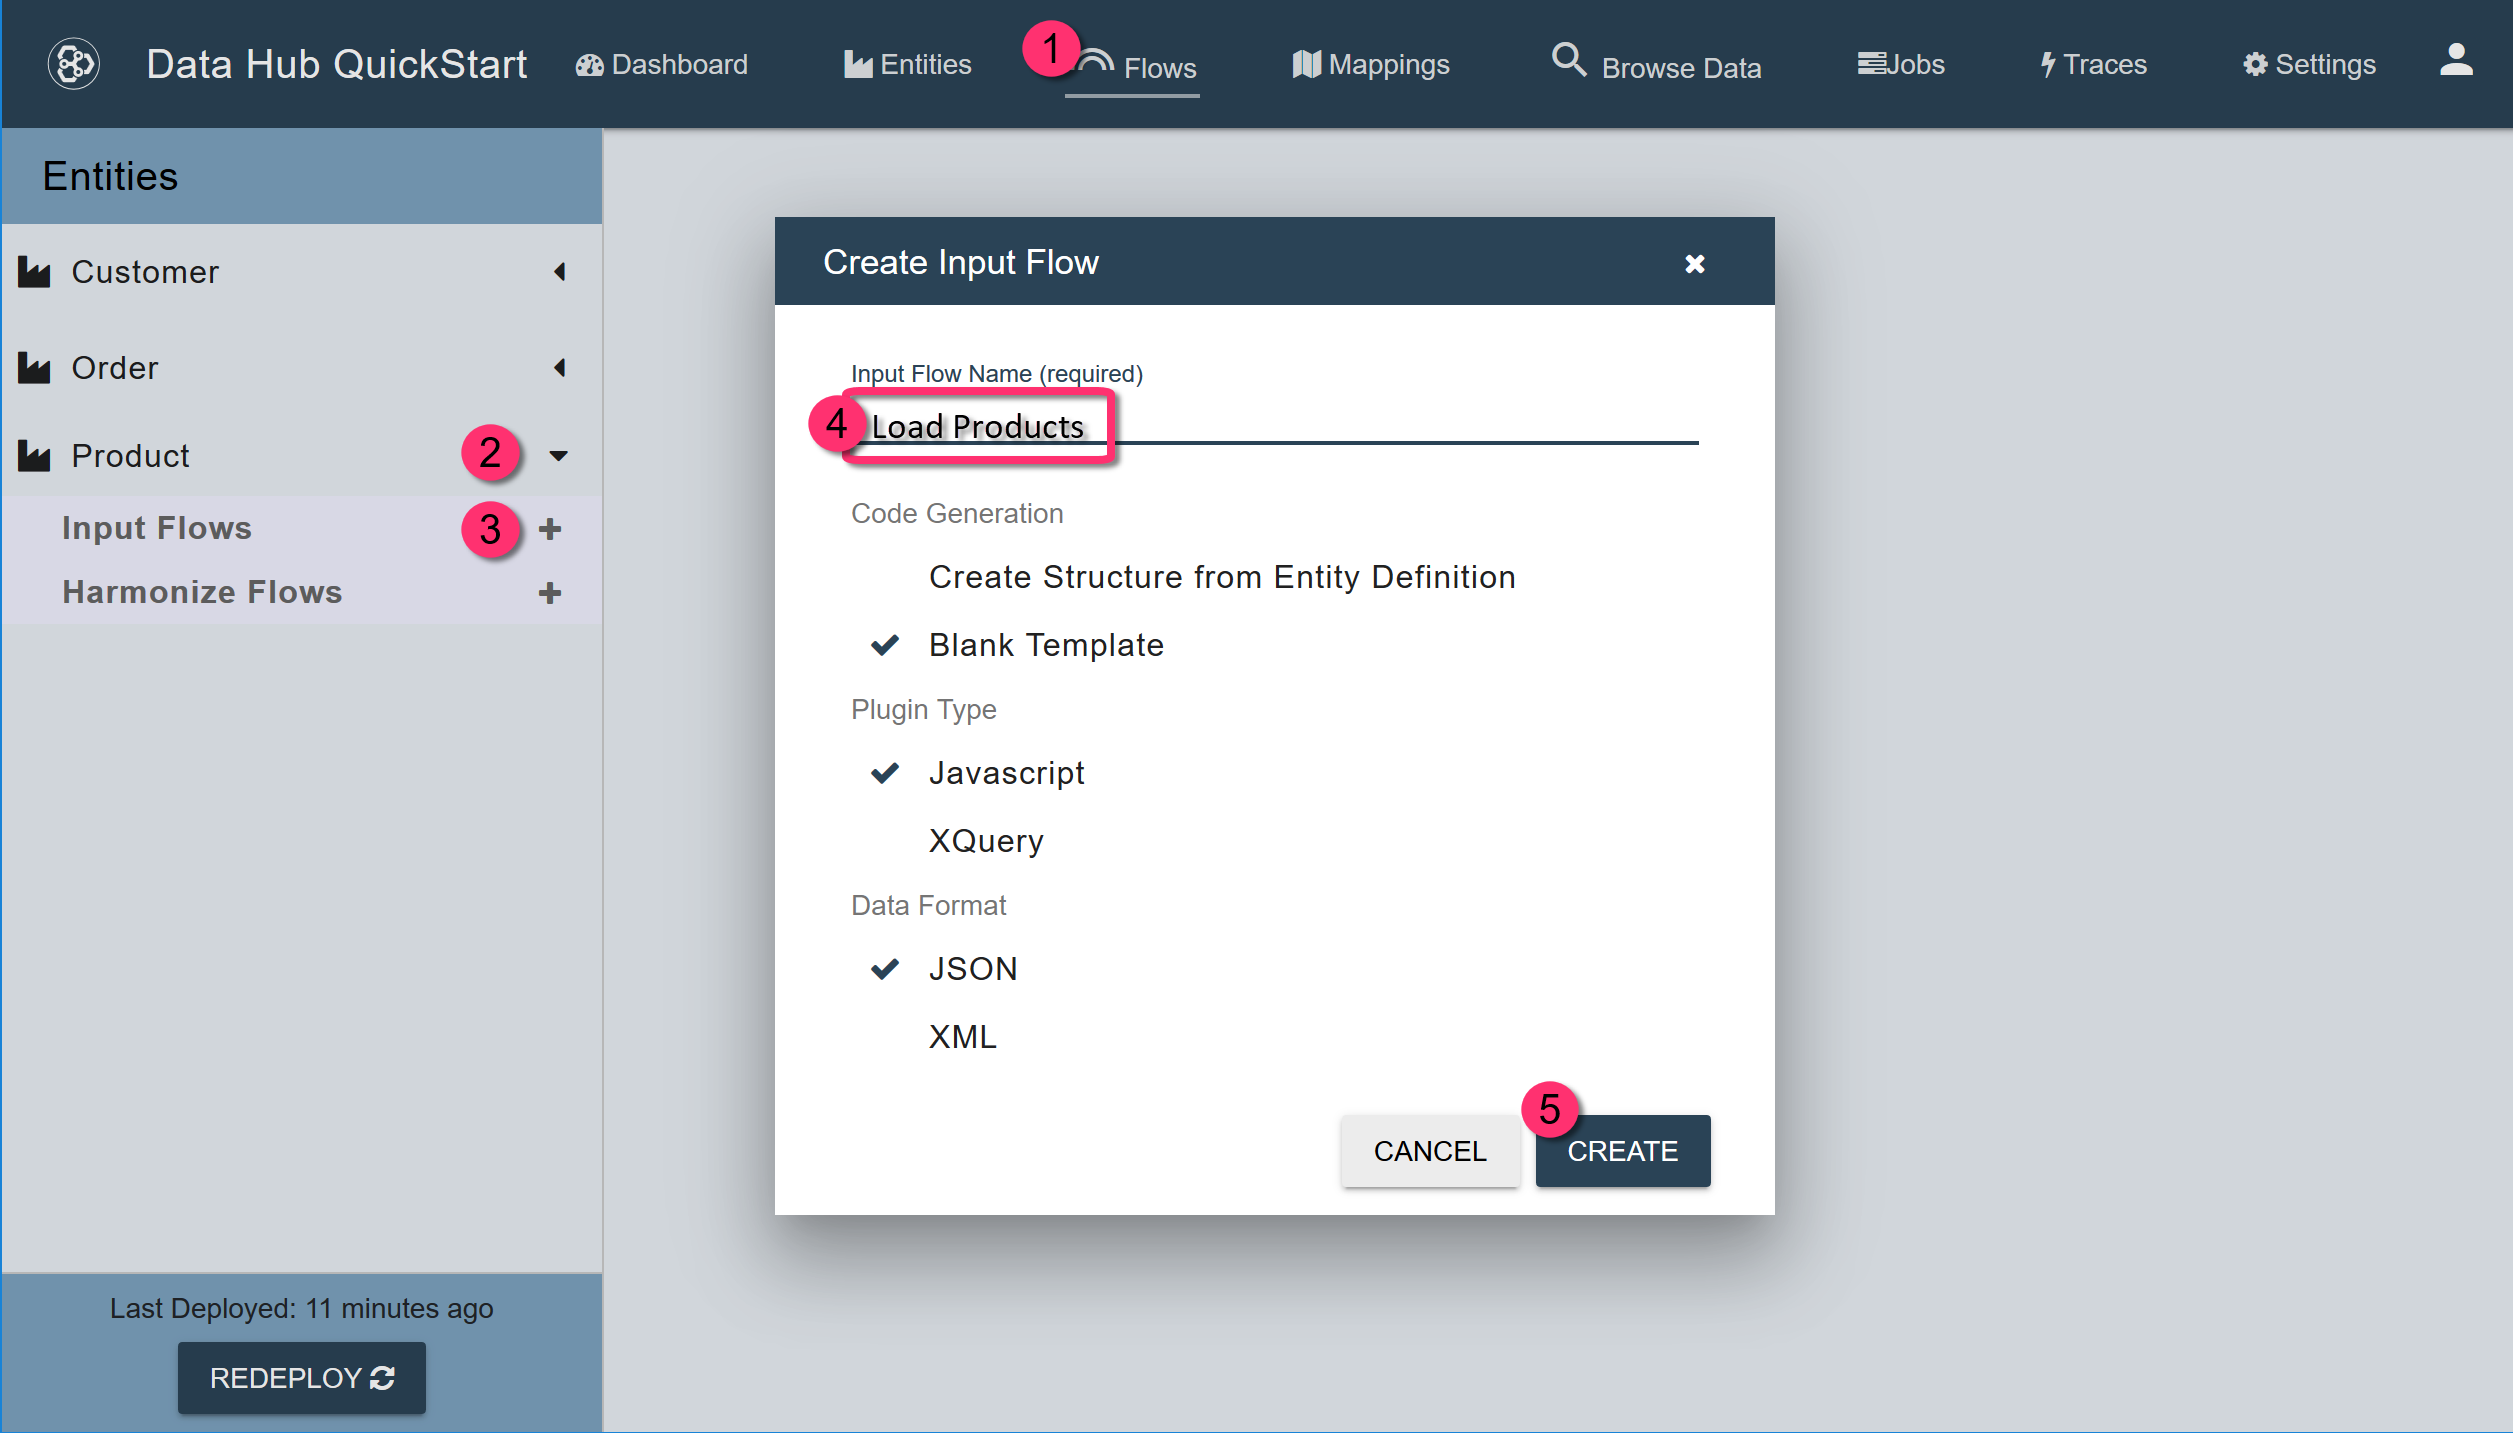 Data Hub QuickStart Dashboard Entities 1 Flows Mappings Browse Data Jobs Traces Settings
Entities
Customer
Order
Product 2
Input Flows 3
Harmonize Flows
Last Deployed: 11 minutes ago
REDEPLOY
Create Input Flow
Input Flow Name (required)
4 Load Products
Code Generation
Create Structure from Entity Definition
Blank Template
Plugin Type
Javascript
XQuery
Data Format
JSON
XML
5
CANCEL CREATE